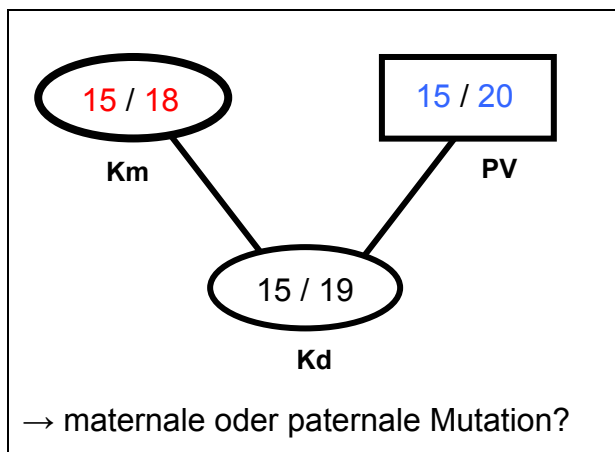 15 / 18
15 / 20
Km
PV
15 / 19
Kd
→ maternale oder paternale Mutation?